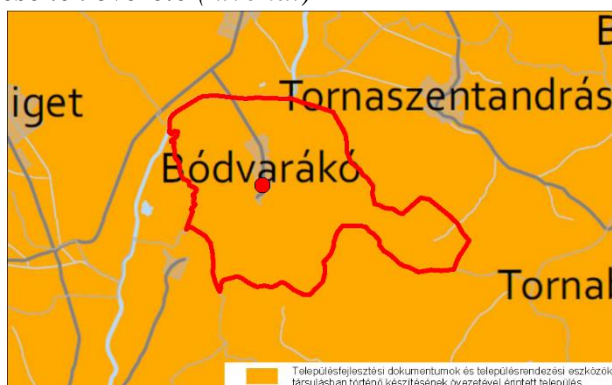 B
iget
Tornaszentandrás
Bódvarákó
Tornal
Településfejlesztési dokumentumok és településrendezési eszközök
társulásban történő készítésének övezetével érintett település